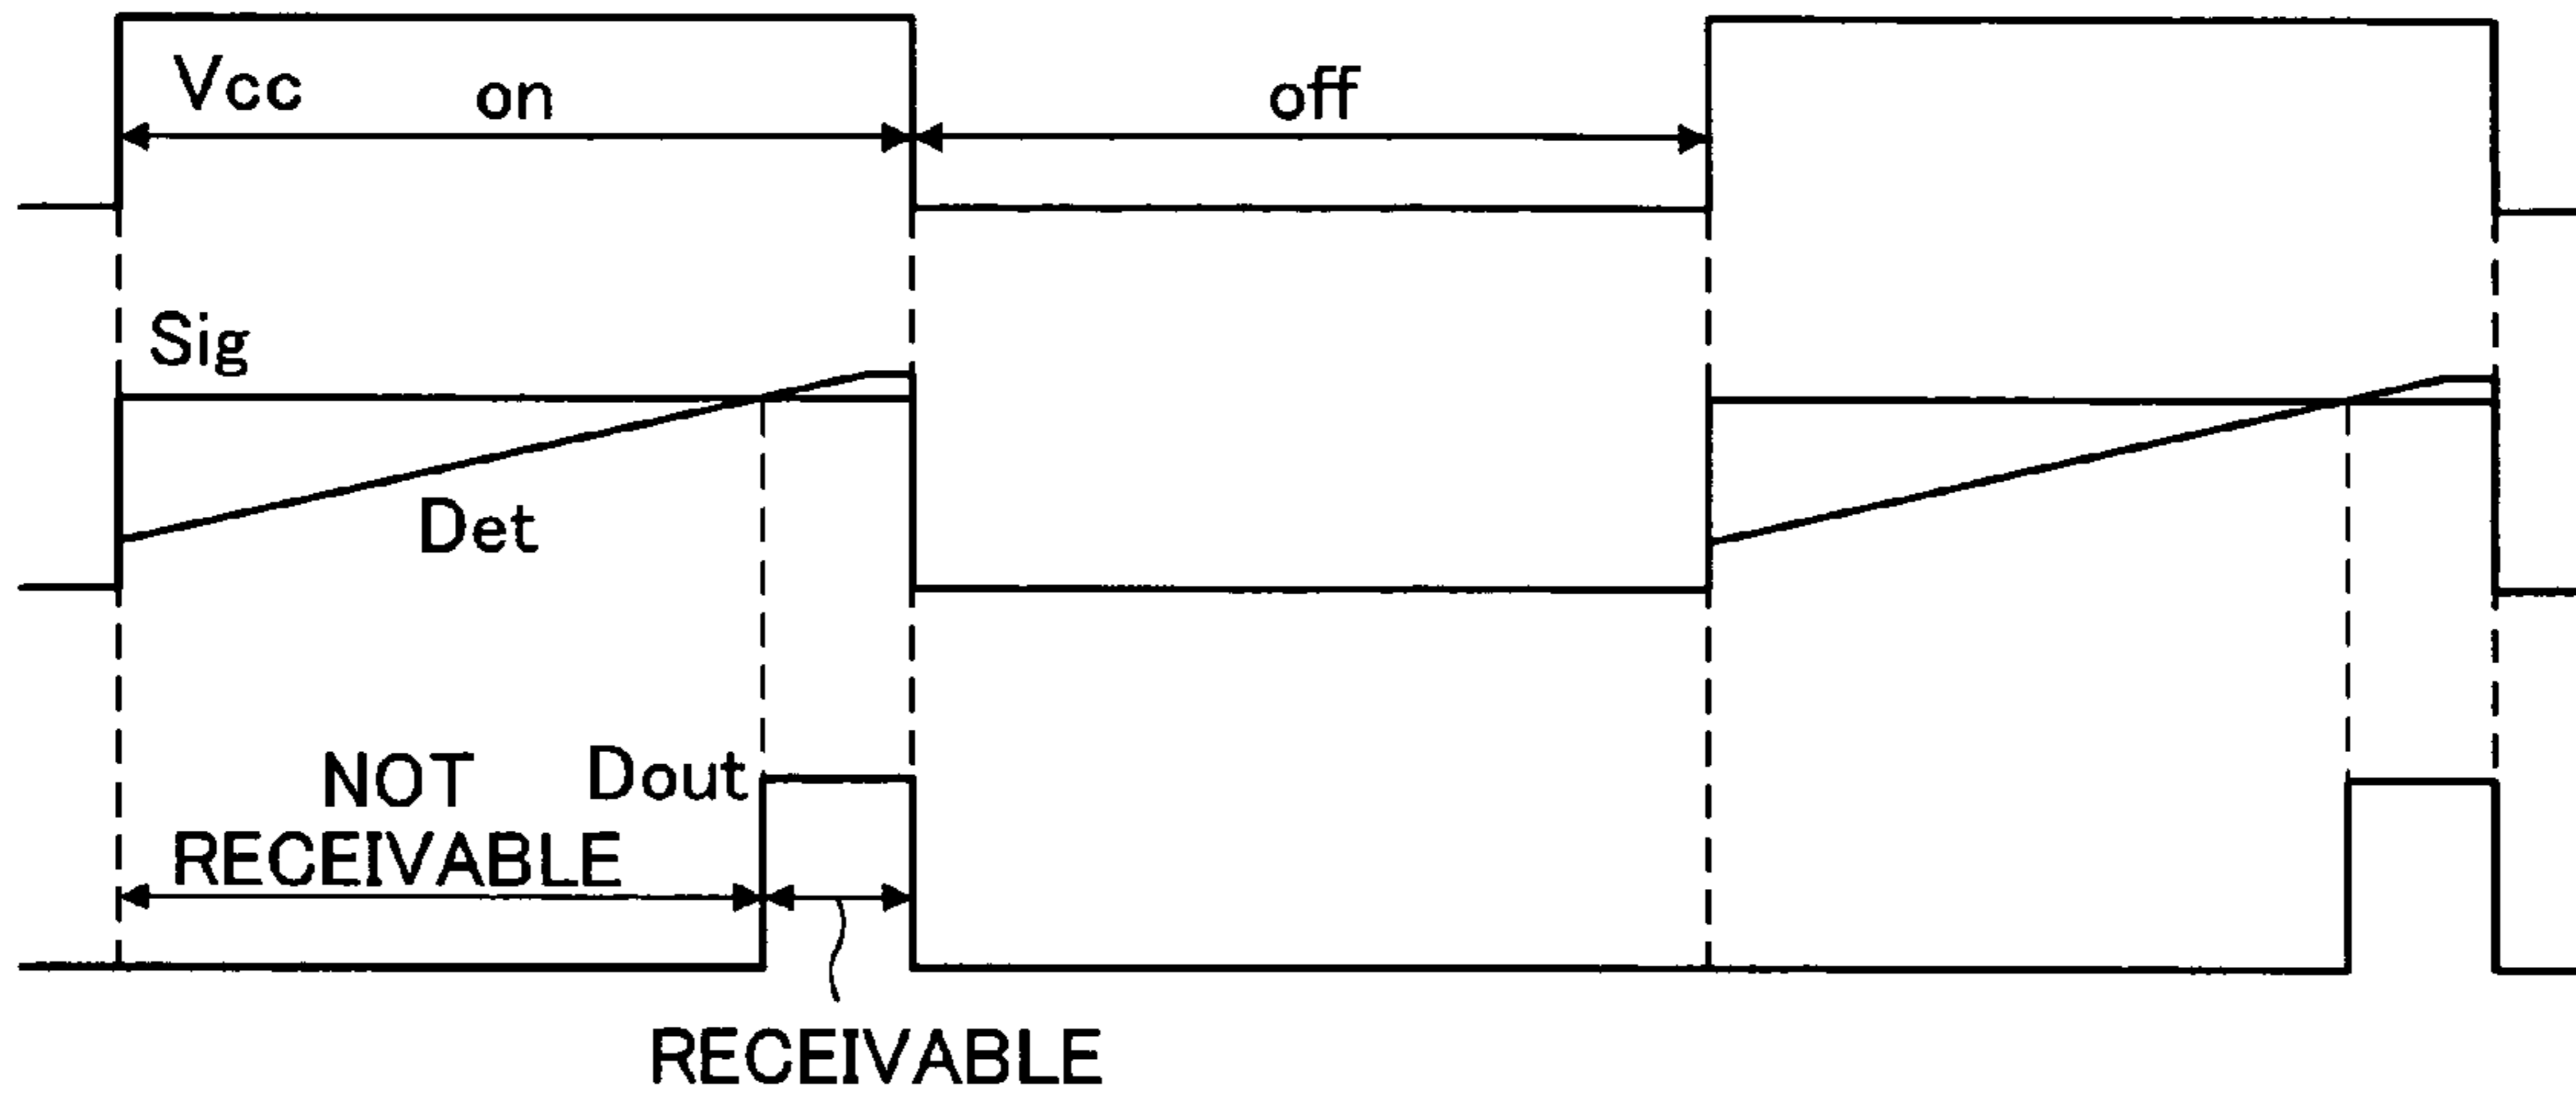 Vcc on off
Sig
Det
NOT
RECEIVABLE
Dout
RECEIVABLE